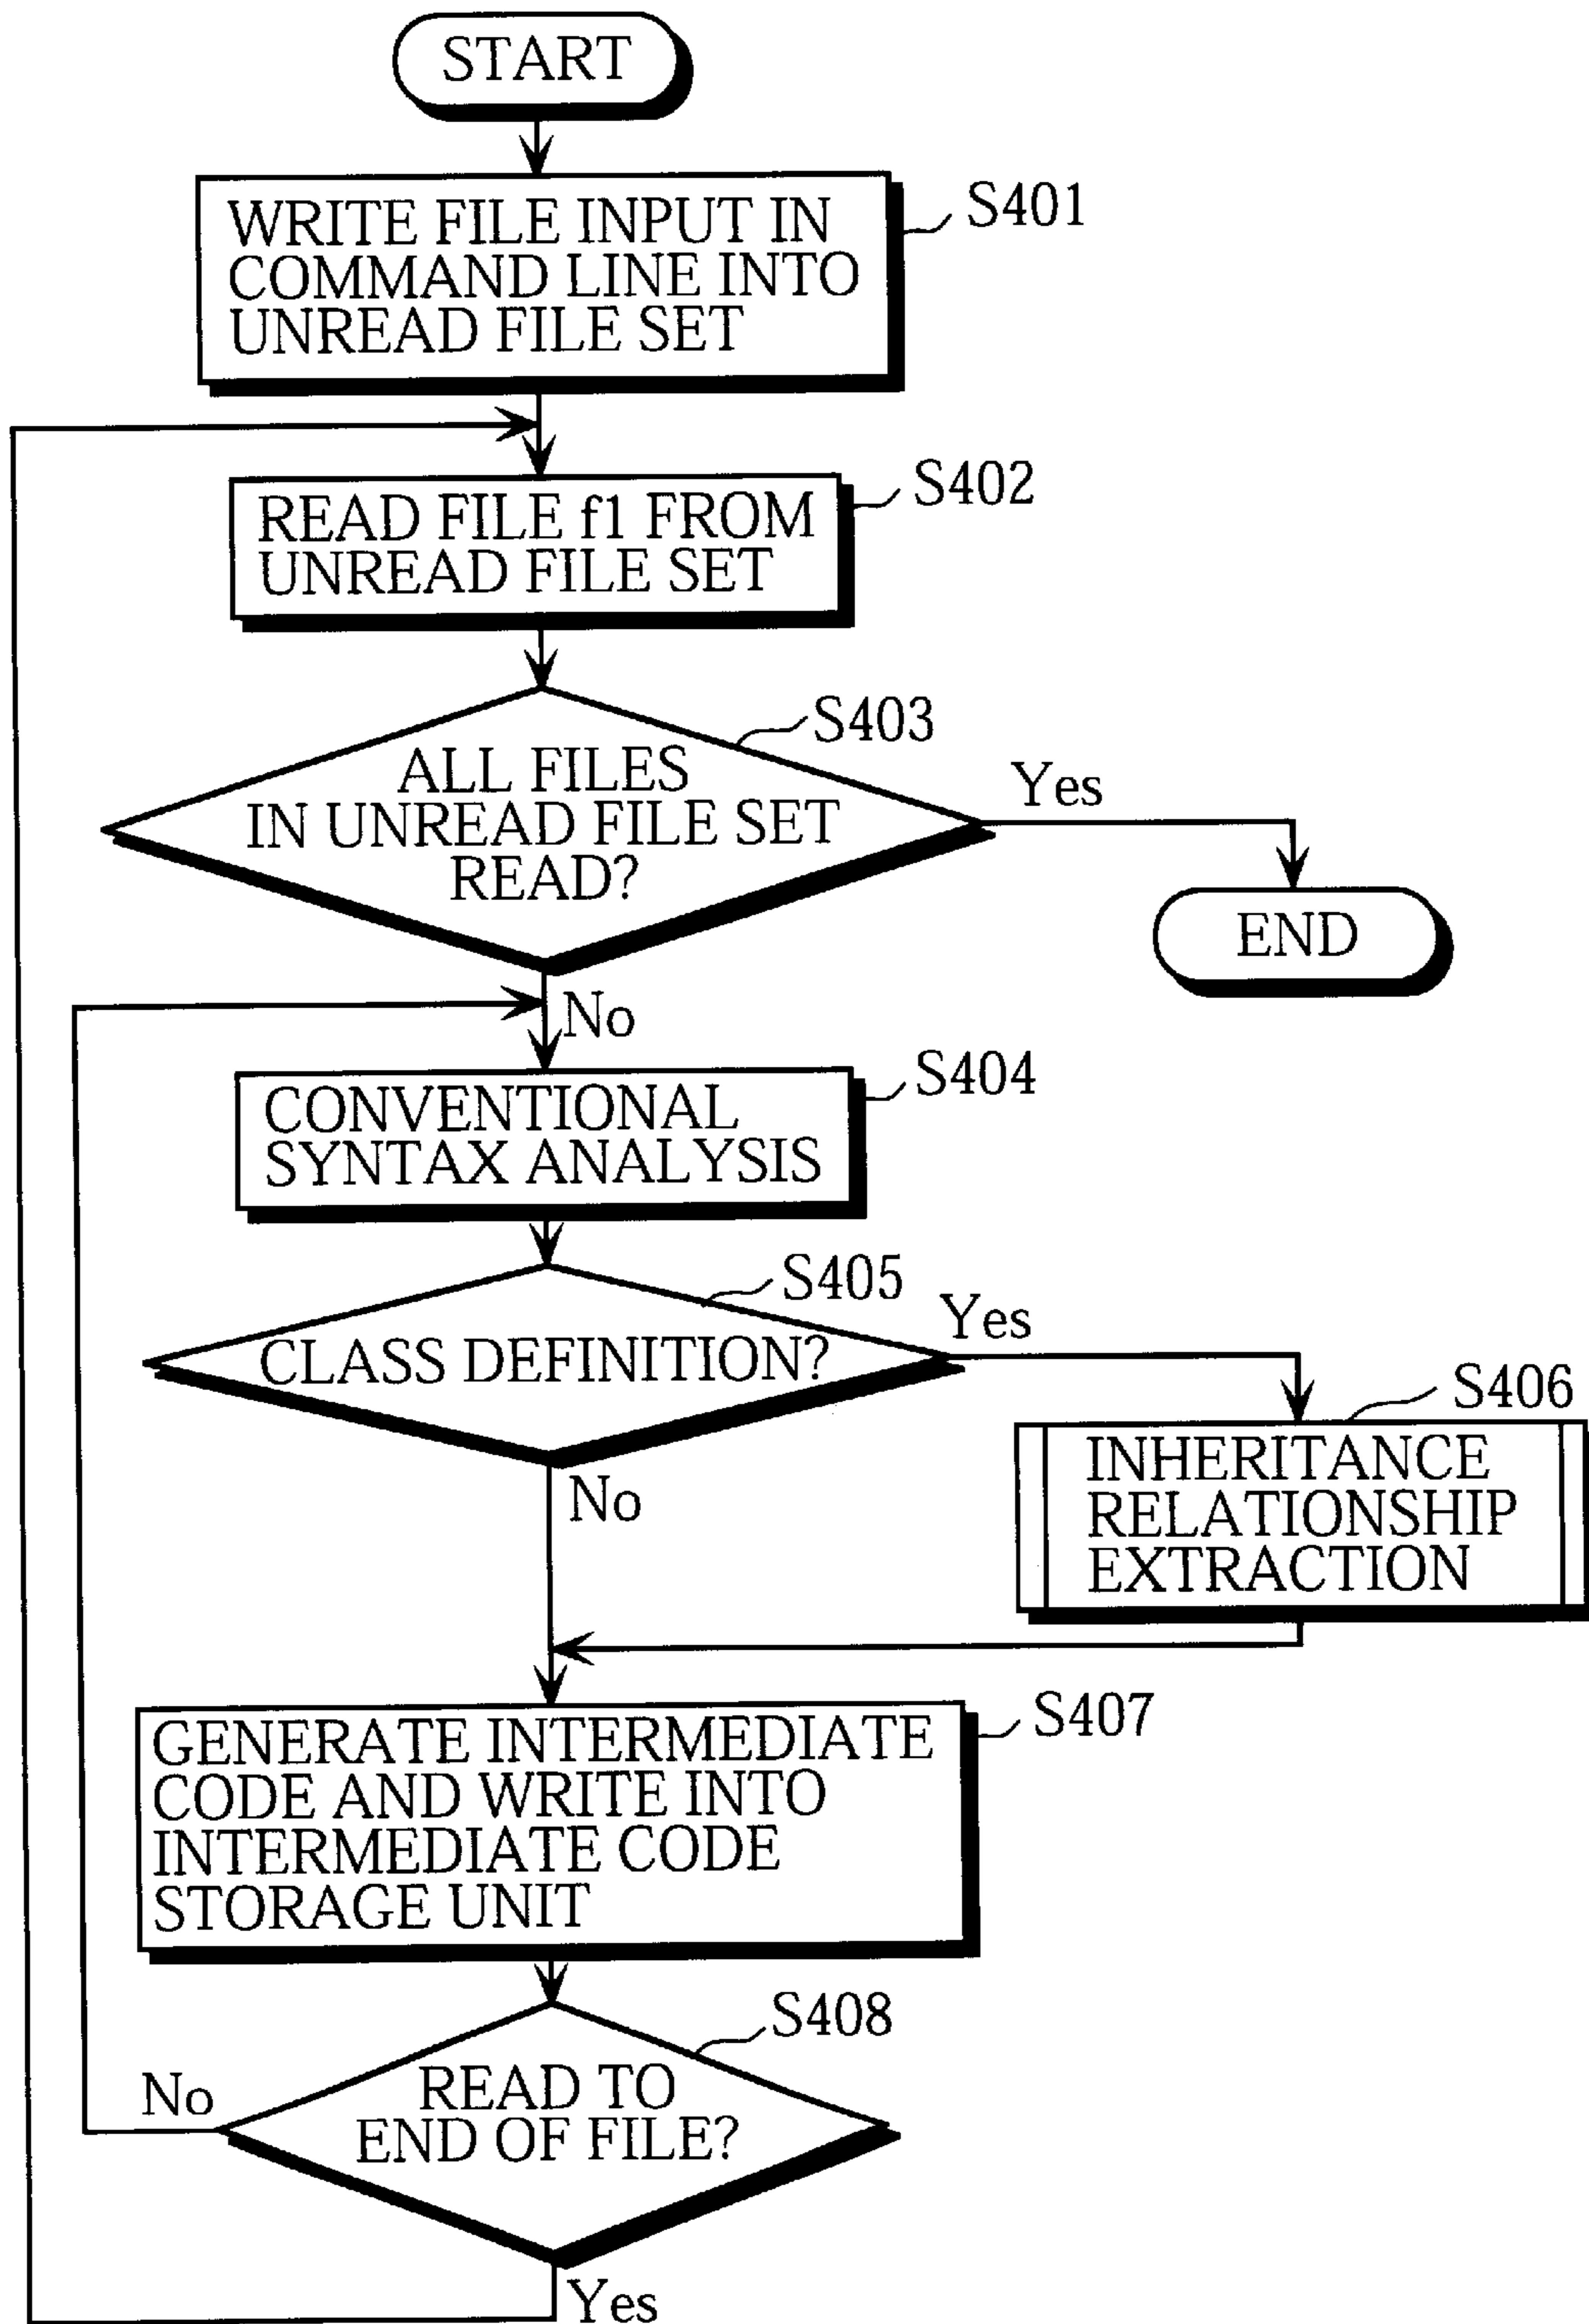 START
WRITE FILE INPUT IN
COMMAND LINE INTO
UNREAD FILE SET
S401
READ FILE f1 FROM
UNREAD FILE SET
S402
S403
ALL FILES
IN UNREAD FILE SET
READ?
Yes
END
No
CONVENTIONAL
SYNTAX ANALYSIS
S404
S405
CLASS DEFINITION?
Yes
S406
INHERITANCE
RELATIONSHIP
EXTRACTION
No
GENERATE INTERMEDIATE
CODE AND WRITE INTO
INTERMEDIATE CODE
STORAGE UNIT
S407
S408
READ TO
END OF FILE?
No
Yes